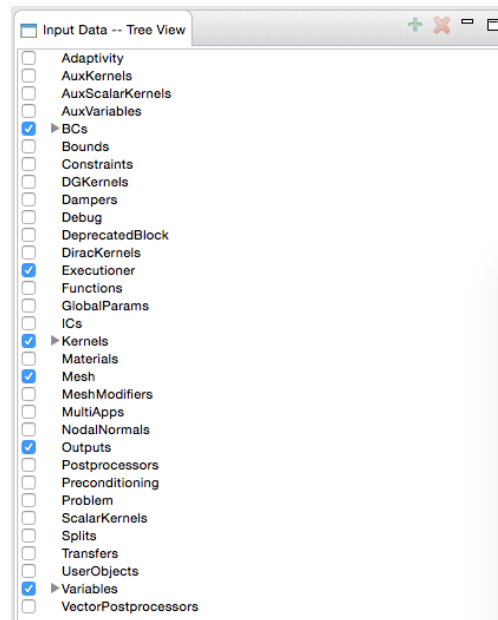 Input Data -- Tree View
Adaptivity
AuxKernels
AuxScalarKernels
AuxVariables
BCs
Bounds
Constraints
DGKernels
Dampers
Debug
DeprecatedBlock
DiracKernels
Executioner
Functions
GlobalParams
ICs
Kernels
Materials
Mesh
MeshModifiers
MultiApps
NodalNormals
Outputs
Postprocessors
Preconditioning
Problem
ScalarKernels
Splits
Transfers
UserObjects
Variables
VectorPostprocessors